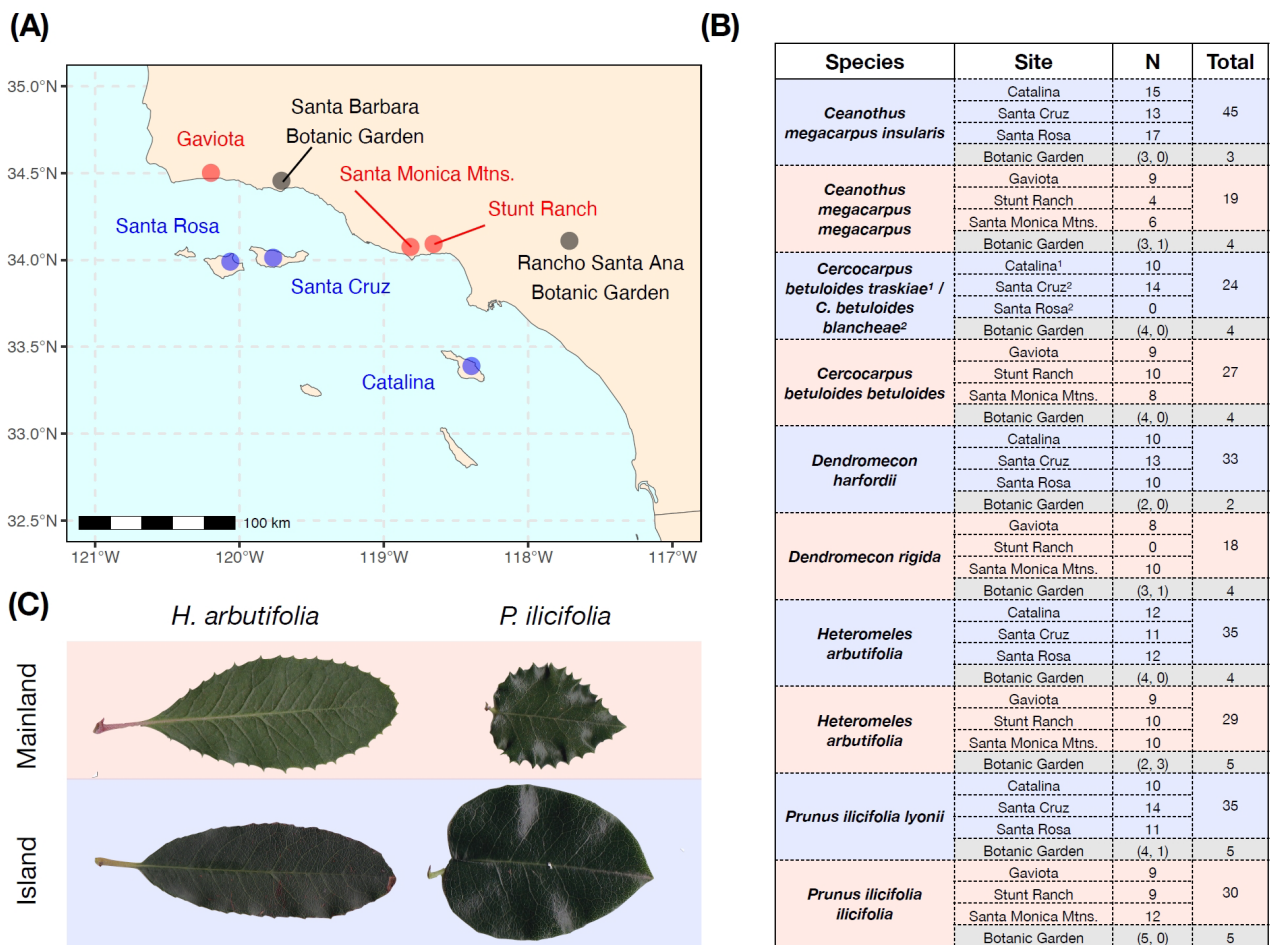 (A)
35.0°N
34.5°N
34.0°N
33.5°N
33.0°N
32.5°N
121°W
120°W
119°W
118°W
117°W
Gaviota
Santa Barbara
Botanic Garden
Santa Monica Mtns.
Stunt Ranch
Santa Rosa
Santa Cruz
Rancho Santa Ana
Botanic Garden
Catalina
100 km
(B)
Species Site N Total
Ceanothus
megacarpus insularis
Catalina 15
Santa Cruz 13
Santa Rosa 17
45
Botanic Garden (3, 0) 3
Ceanothus
megacarpus
megacarpus
Gaviota 9
Stunt Ranch 4
Santa Monica Mtns. 6
19
Botanic Garden (3, 1) 4
Cercocarpus
betuloides traskiae¹ /
C. betuloides
blancheae²
Catalina¹ 10
Santa Cruz² 14
Santa Rosa² 0
24
Botanic Garden (4, 0) 4
Cercocarpus
betuloides betuloides
Gaviota 9
Stunt Ranch 10
Santa Monica Mtns. 8
27
Botanic Garden (4, 0) 4
Dendromecon
harfordii
Catalina 10
Santa Cruz 13
Santa Rosa 10
33
Botanic Garden (2, 0) 2
Dendromecon rigida
Gaviota 8
Stunt Ranch 0
Santa Monica Mtns. 10
18
Botanic Garden (3, 1) 4
Heteromeles
arbutifolia
Catalina 12
Santa Cruz 11
Santa Rosa 12
35
Botanic Garden (4, 0) 4
Heteromeles
arbutifolia
Gaviota 9
Stunt Ranch 10
Santa Monica Mtns. 10
29
Botanic Garden (2, 3) 5
Prunus ilicifolia lyonii
Catalina 10
Santa Cruz 14
Santa Rosa 11
35
Botanic Garden (4, 1) 5
Prunus ilicifolia
ilicifolia
Gaviota 9
Stunt Ranch 9
Santa Monica Mtns. 12
30
Botanic Garden (5, 0) 5
(C)
H. arbutifolia
P. ilicifolia
Mainland
Island